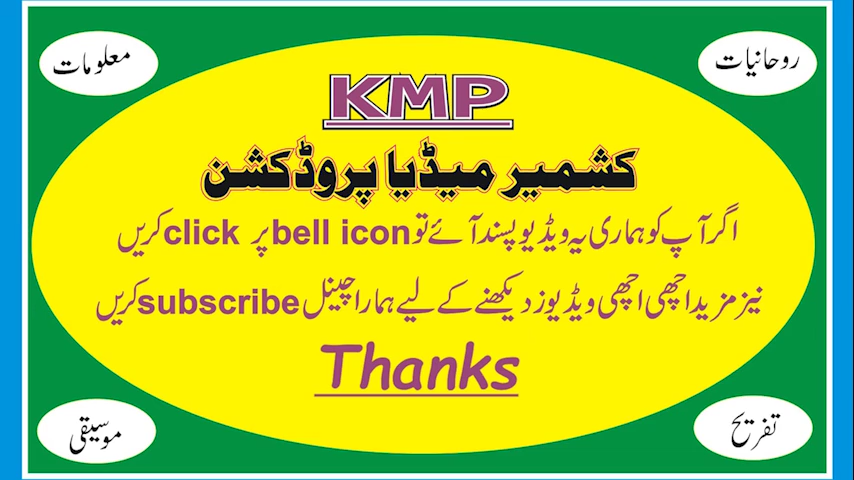 روحانیات
معلومات
KMP
کشمیر میڈیا پروڈکشن
اگر آپ کو ہماری یہ ویڈیو پسند آئے تو bell icon پر click کریں
نیز مزید اچھی اچھی ویڈیوز دیکھنے کے لیے ہمارا چینل subscribe کریں
Thanks
تفریح
موسیقی